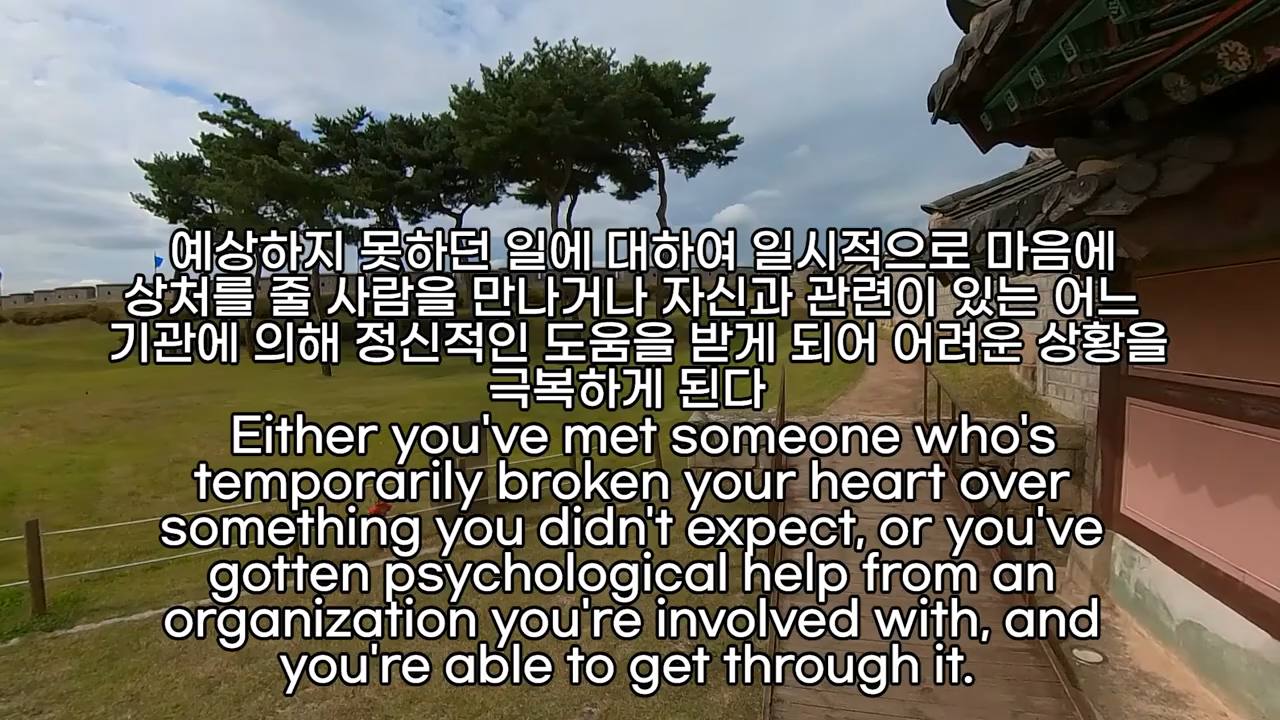 예상하지 못하던 일에 대하여 일시적으로 마음에
상처를 줄 사람을 만나거나 자신과 관련이 있는 어느
기관에 의해 정신적인 도움을 받게 되어 어려운 상황을
극복하게 된다
Either you've met someone who's
temporarily broken your heart over
something you didn't expect, or you've
gotten psychological help from an
organization you're involved with, and
you're able to get through it.